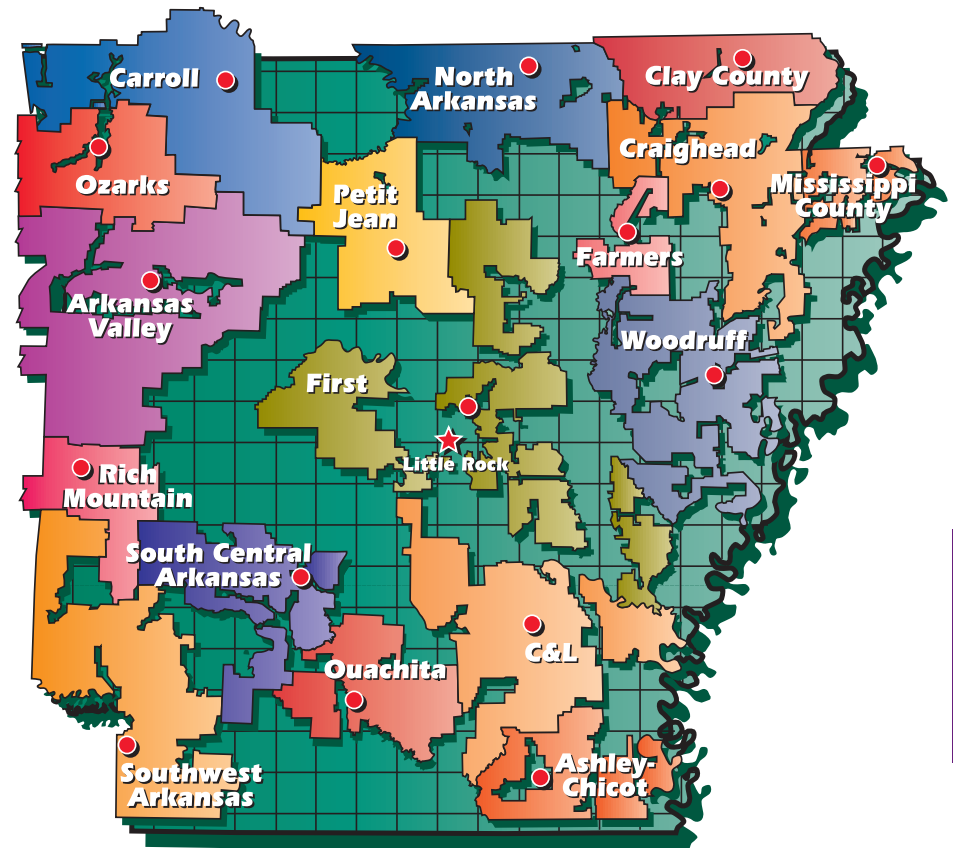 Carroll
North
Arkansas
Clay County
Craighead
Ozarks
Mississippi
County
Petit
Jean
Farmers
Arkansas
Valley
Woodruff
First
Little Rock
Rich
Mountain
South Central
Arkansas
C&L
Ouachita
Southwest
Arkansas
Ashley-
Chicot